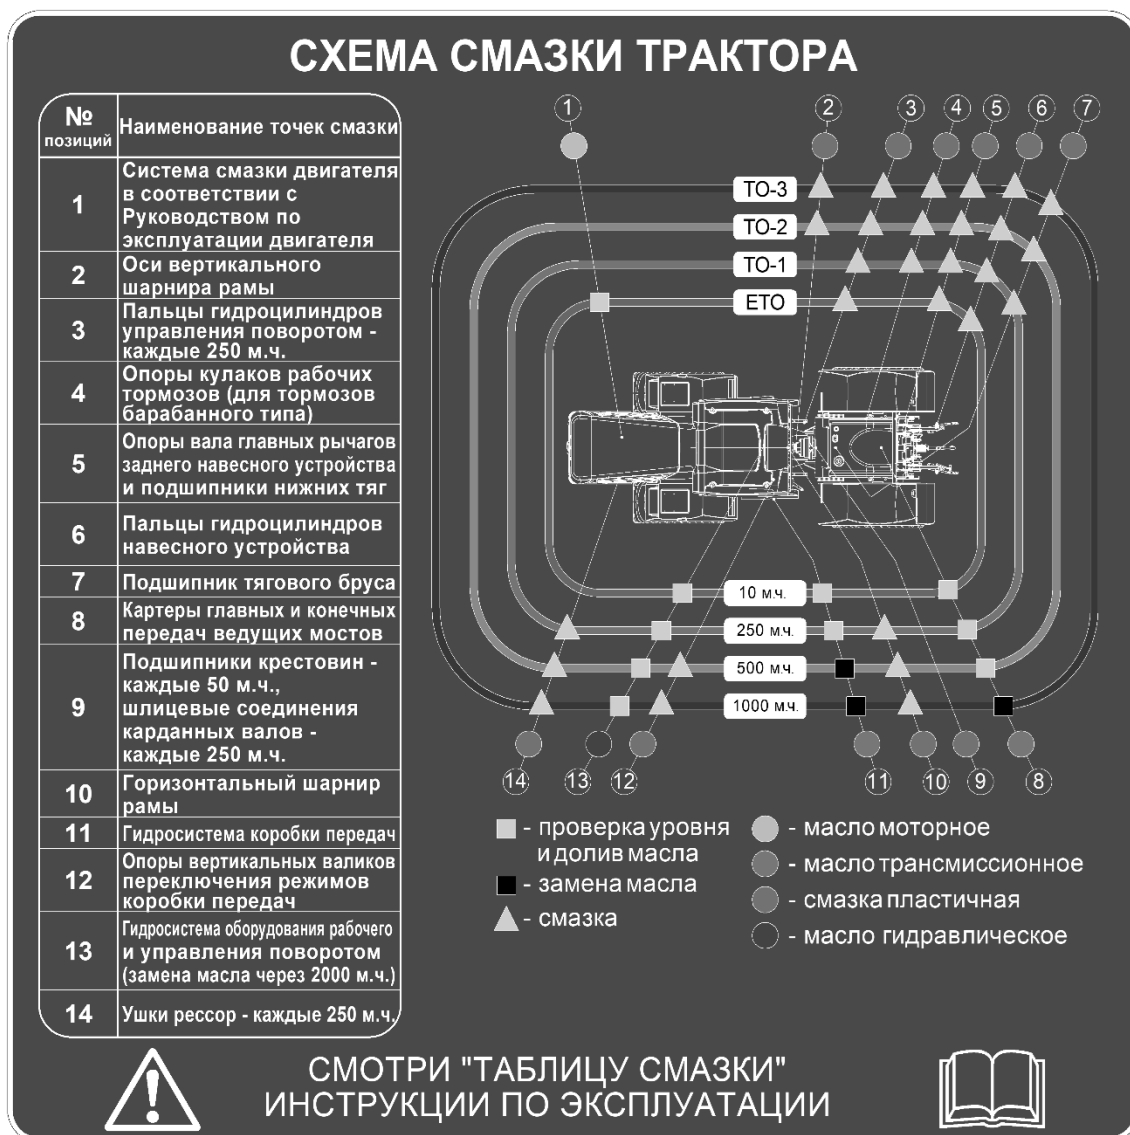 СХЕМА СМАЗКИ ТРАКТОРА
№
позиций
Наименование точек смазки
1
Система смазки двигателя
в соответствии с
Руководством по
эксплуатации двигателя
2
Оси вертикального
шарнира рамы
3
Пальцы гидроцилиндров
управления поворотом -
каждые 250 м.ч.
4
Опоры кулаков рабочих
тормозов (для тормозов
барабанного типа)
5
Опоры вала главных рычагов
заднего навесного устройства
и подшипники нижних тяг
6
Пальцы гидроцилиндров
навесного устройства
7
Подшипник тягового бруса
8
Картеры главных и конечных
передач ведущих мостов
9
Подшипники крестовин -
каждые 50 м.ч.,
шлицевые соединения
карданных валов -
каждые 250 м.ч.
10
Горизонтальный шарнир
рамы
11
Гидросистема коробки передач
12
Опоры вертикальных валиков
переключения режимов
коробки передач
13
Гидросистема оборудования рабочего
и управления поворотом
(замена масла через 2000 м.ч.)
14
Ушки рессор - каждые 250 м.ч.
1 2 3 4 5 6 7
ТО-3
ТО-2
ТО-1
ЕТО
10 м.ч.
250 м.ч.
500 м.ч.
1000 м.ч.
14 13 12 11 10 9 8
- проверка уровня
и долив масла
- замена масла
- смазка
- масло моторное
- масло трансмиссионное
- смазка пластичная
- масло гидравлическое
СМОТРИ "ТАБЛИЦУ СМАЗКИ"
ИНСТРУКЦИИ ПО ЭКСПЛУАТАЦИИ